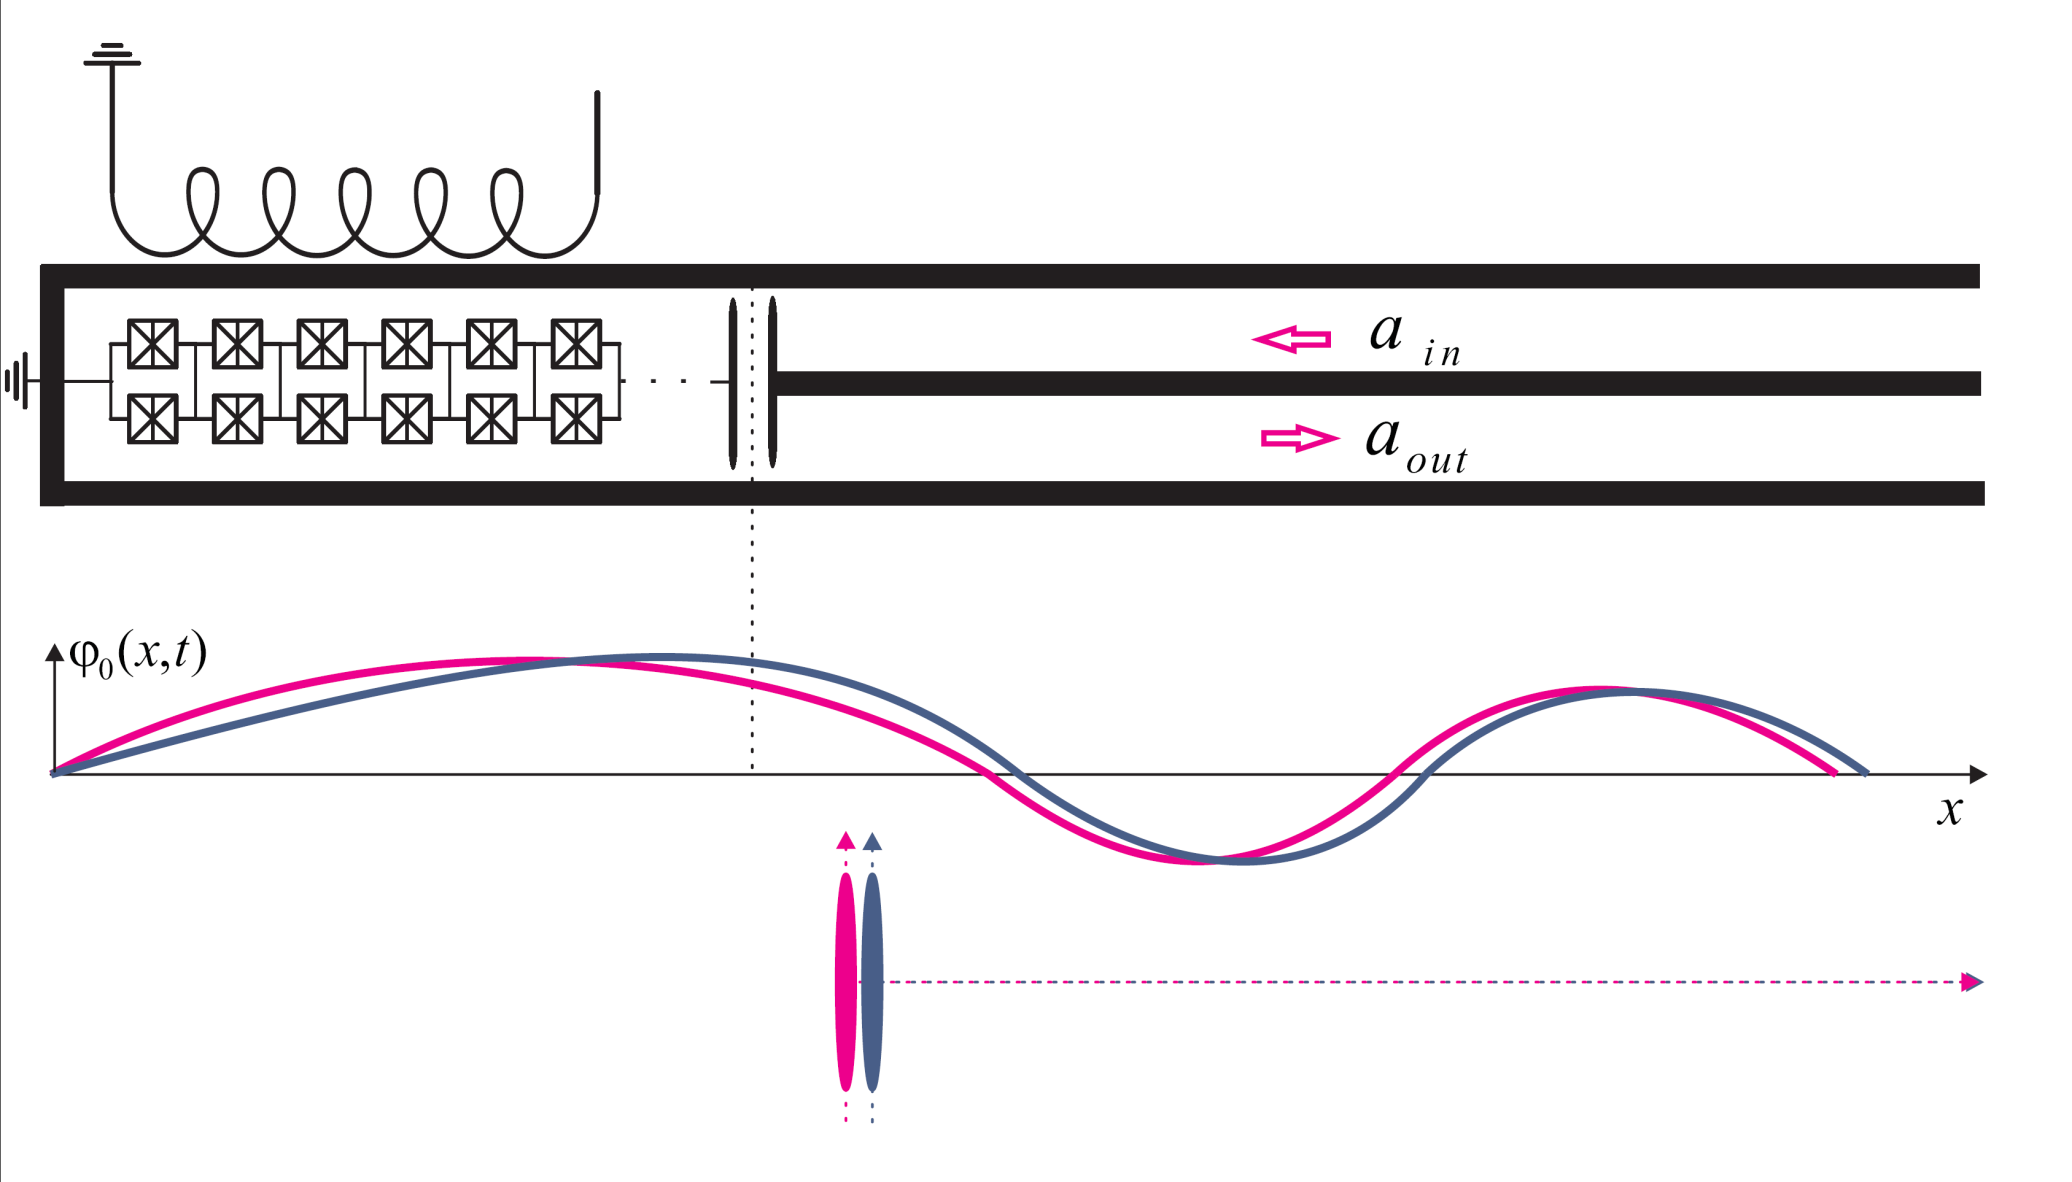 a in
a out
φ₀(x,t)
x